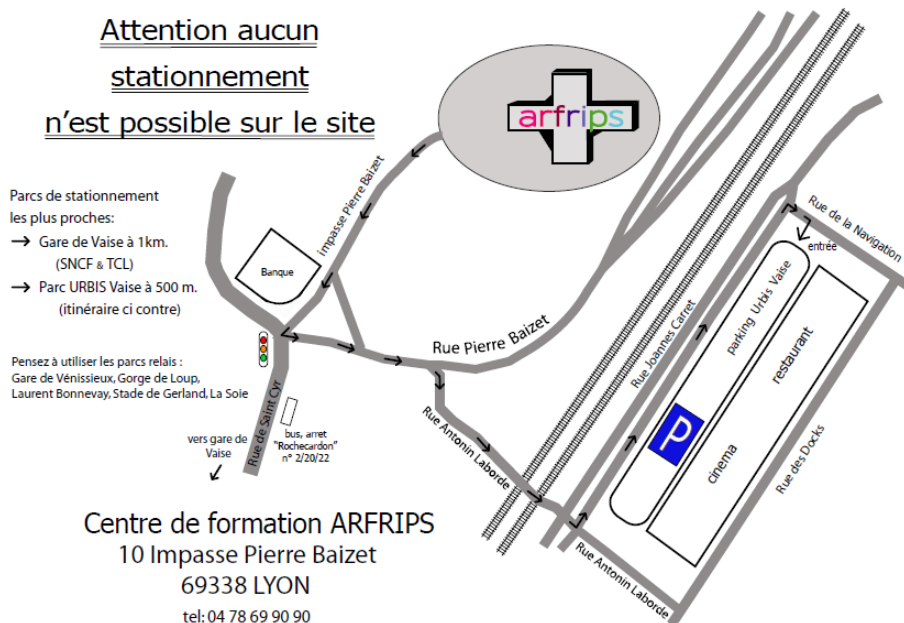 Attention aucun
stationnement
n'est possible sur le site
arfrips
Parcs de stationnement
les plus proches:
→ Gare de Vaise à 1km.
(SNCF & TCL)
→ Parc URBIS Vaise à 500 m.
(itinéraire ci contre)
Pensez à utiliser les parcs relais :
Gare de Vénissieux, Gorge de Loup,
Laurent Bonnevay, Stade de Gerland, La Soie
impasse Pierre Baizet
Banque
Rue Pierre Baizet
Rue de Saint Cyr
vers gare de
Vaise
bus, arret
"Rochecardon"
n° 2/20/22
Rue Antonin Laborde
Rue Joannes Carret
Rue de la Navigation
entrée
parking Urbis Vaise
P
restaurant
cinema
Rue des Docks
Rue Antonin Laborde
Centre de formation ARFRIPS
10 Impasse Pierre Baizet
69338 LYON
tel: 04 78 69 90 90